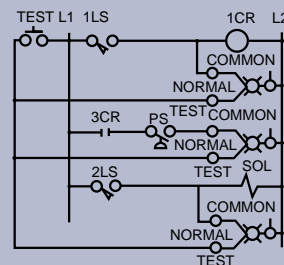 TEST L1 1LS 1CR L2
COMMON
NORMAL
TEST
3CR PS COMMON
NORMAL
TEST
2LS SOL
COMMON
NORMAL
TEST